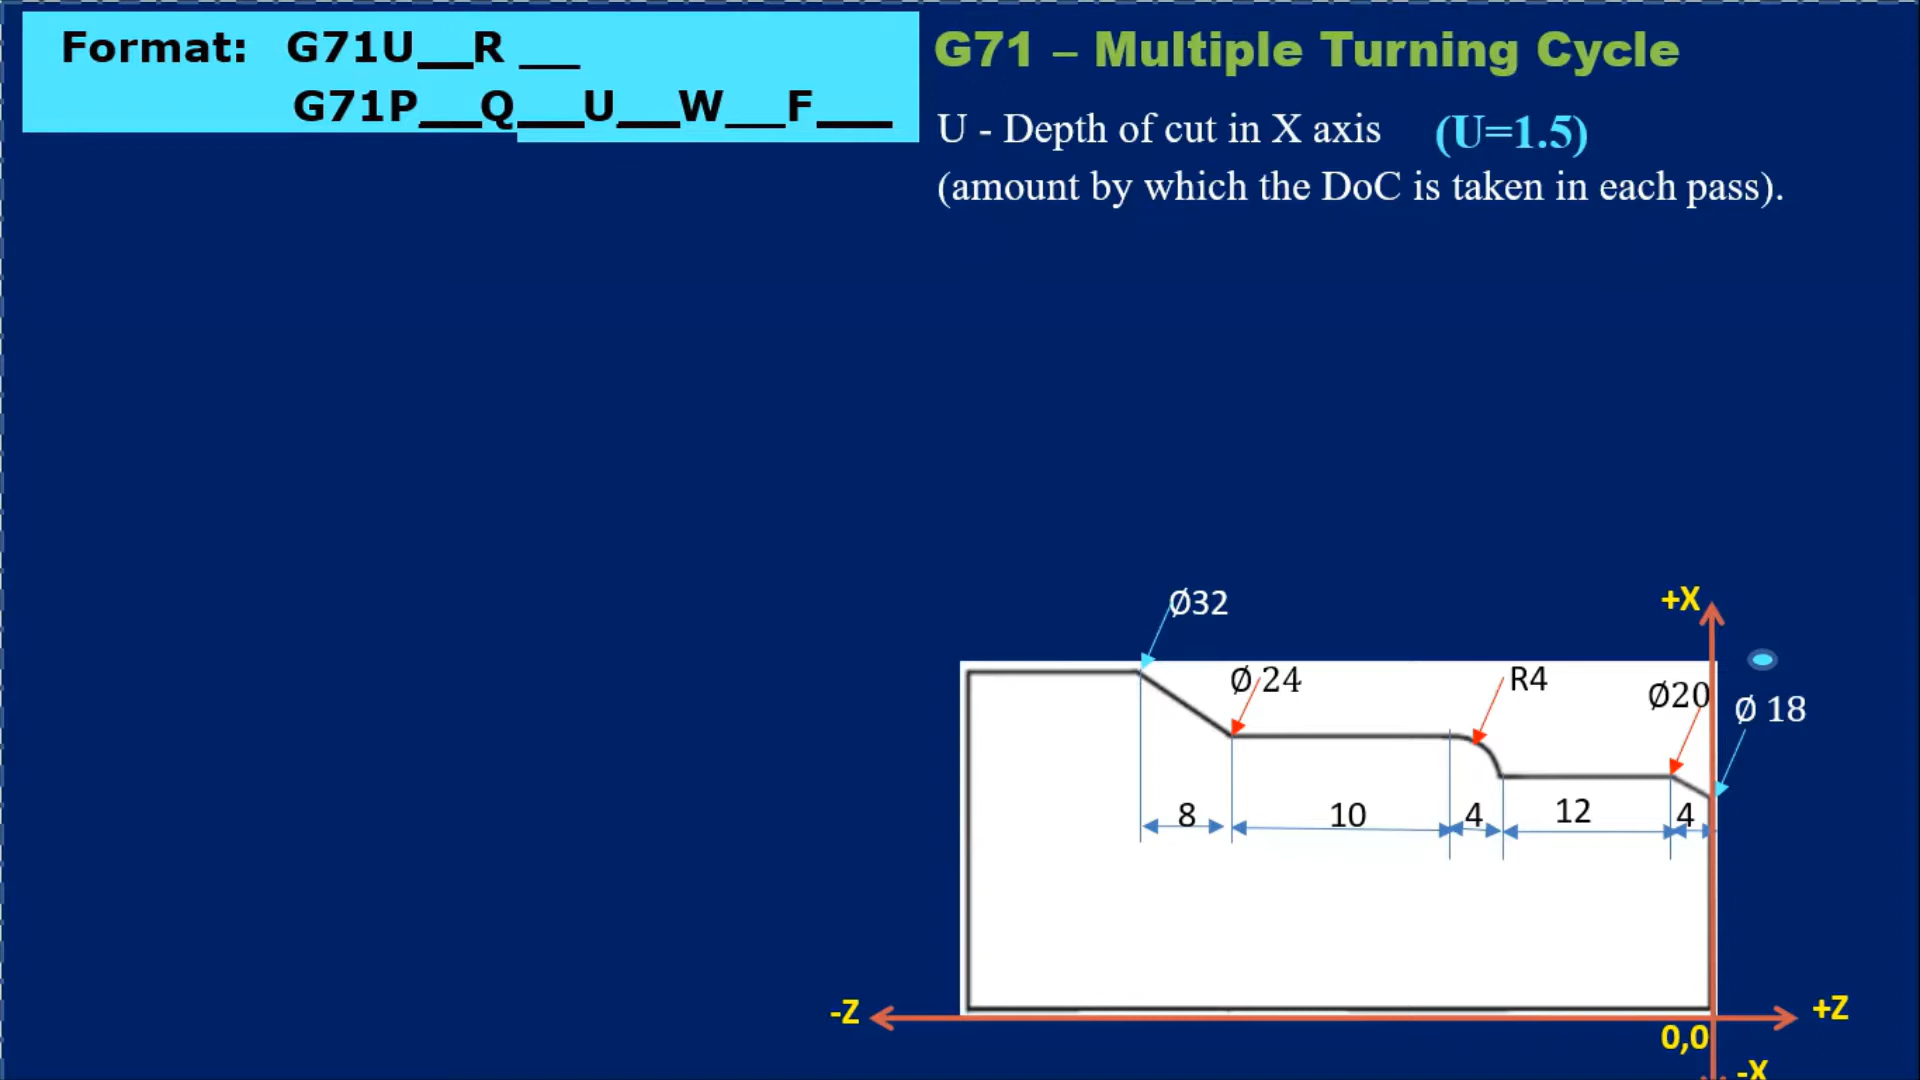 Format: G71U__R __
G71P__Q__U__W__F__
G71 – Multiple Turning Cycle
U - Depth of cut in X axis (U=1.5)
(amount by which the DoC is taken in each pass).
Ø32
+X
Ø 24
R4
Ø20
Ø 18
8
10
4
12
4
-Z
+Z
0,0
-X